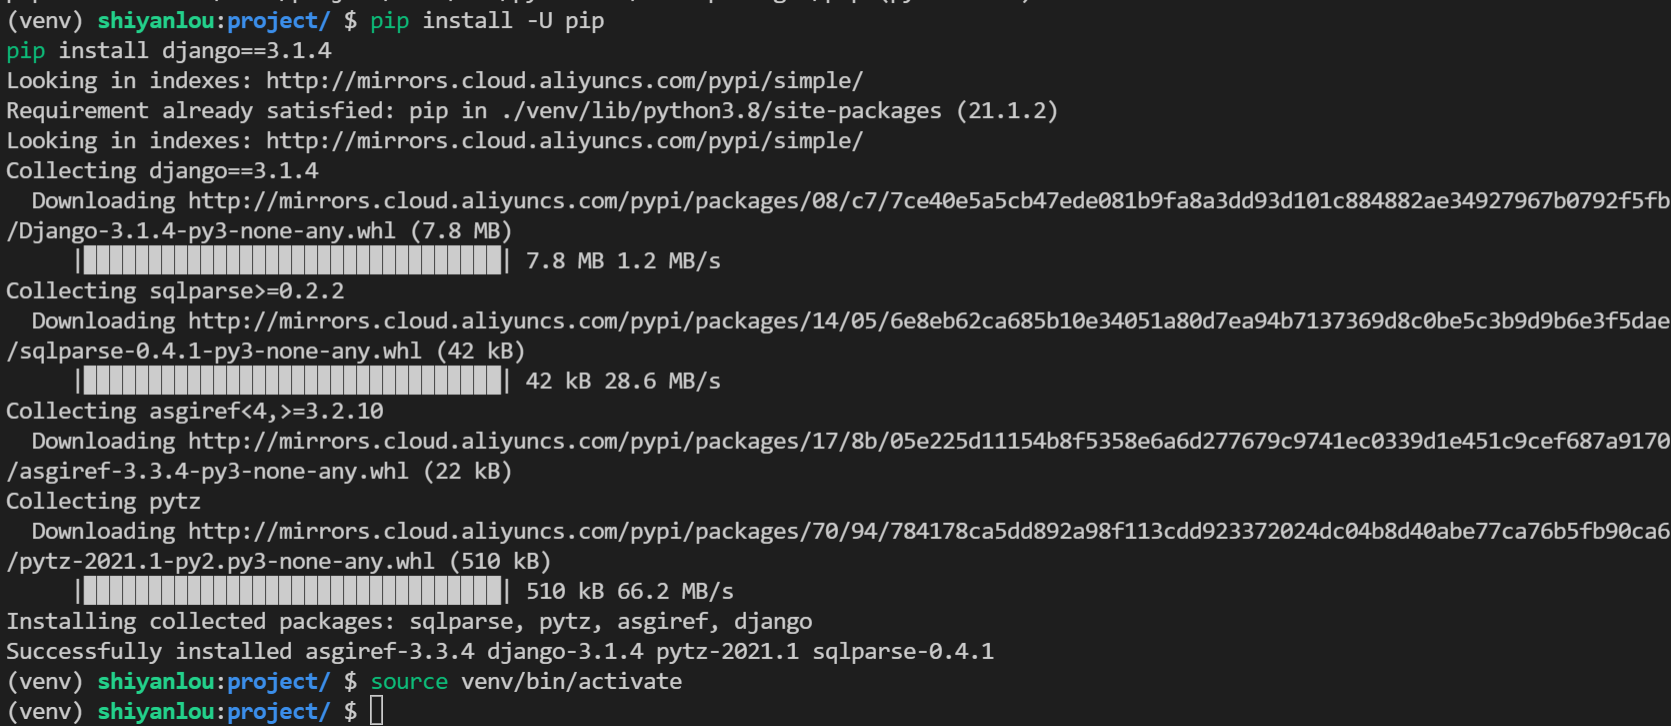 (venv) shiyanlou:project/ $ pip install -U pip
pip install django==3.1.4
Looking in indexes: http://mirrors.cloud.aliyuncs.com/pypi/simple/
Requirement already satisfied: pip in ./venv/lib/python3.8/site-packages (21.1.2)
Looking in indexes: http://mirrors.cloud.aliyuncs.com/pypi/simple/
Collecting django==3.1.4
  Downloading http://mirrors.cloud.aliyuncs.com/pypi/packages/08/c7/7ce40e5a5cb47ede081b9fa8a3dd93d101c884882ae34927967b0792f5fb
/Django-3.1.4-py3-none-any.whl (7.8 MB)
     |████████████████████████████████| 7.8 MB 1.2 MB/s
Collecting sqlparse>=0.2.2
  Downloading http://mirrors.cloud.aliyuncs.com/pypi/packages/14/05/6e8eb62ca685b10e34051a80d7ea94b7137369d8c0be5c3b9d9b6e3f5dae
/sqlparse-0.4.1-py3-none-any.whl (42 kB)
     |████████████████████████████████| 42 kB 28.6 MB/s
Collecting asgiref<4,>=3.2.10
  Downloading http://mirrors.cloud.aliyuncs.com/pypi/packages/17/8b/05e225d11154b8f5358e6a6d277679c9741ec0339d1e451c9cef687a9170
/asgiref-3.3.4-py3-none-any.whl (22 kB)
Collecting pytz
  Downloading http://mirrors.cloud.aliyuncs.com/pypi/packages/70/94/784178ca5dd892a98f113cdd923372024dc04b8d40abe77ca76b5fb90ca6
/pytz-2021.1-py2.py3-none-any.whl (510 kB)
     |████████████████████████████████| 510 kB 66.2 MB/s
Installing collected packages: sqlparse, pytz, asgiref, django
Successfully installed asgiref-3.3.4 django-3.1.4 pytz-2021.1 sqlparse-0.4.1
(venv) shiyanlou:project/ $ source venv/bin/activate
(venv) shiyanlou:project/ $